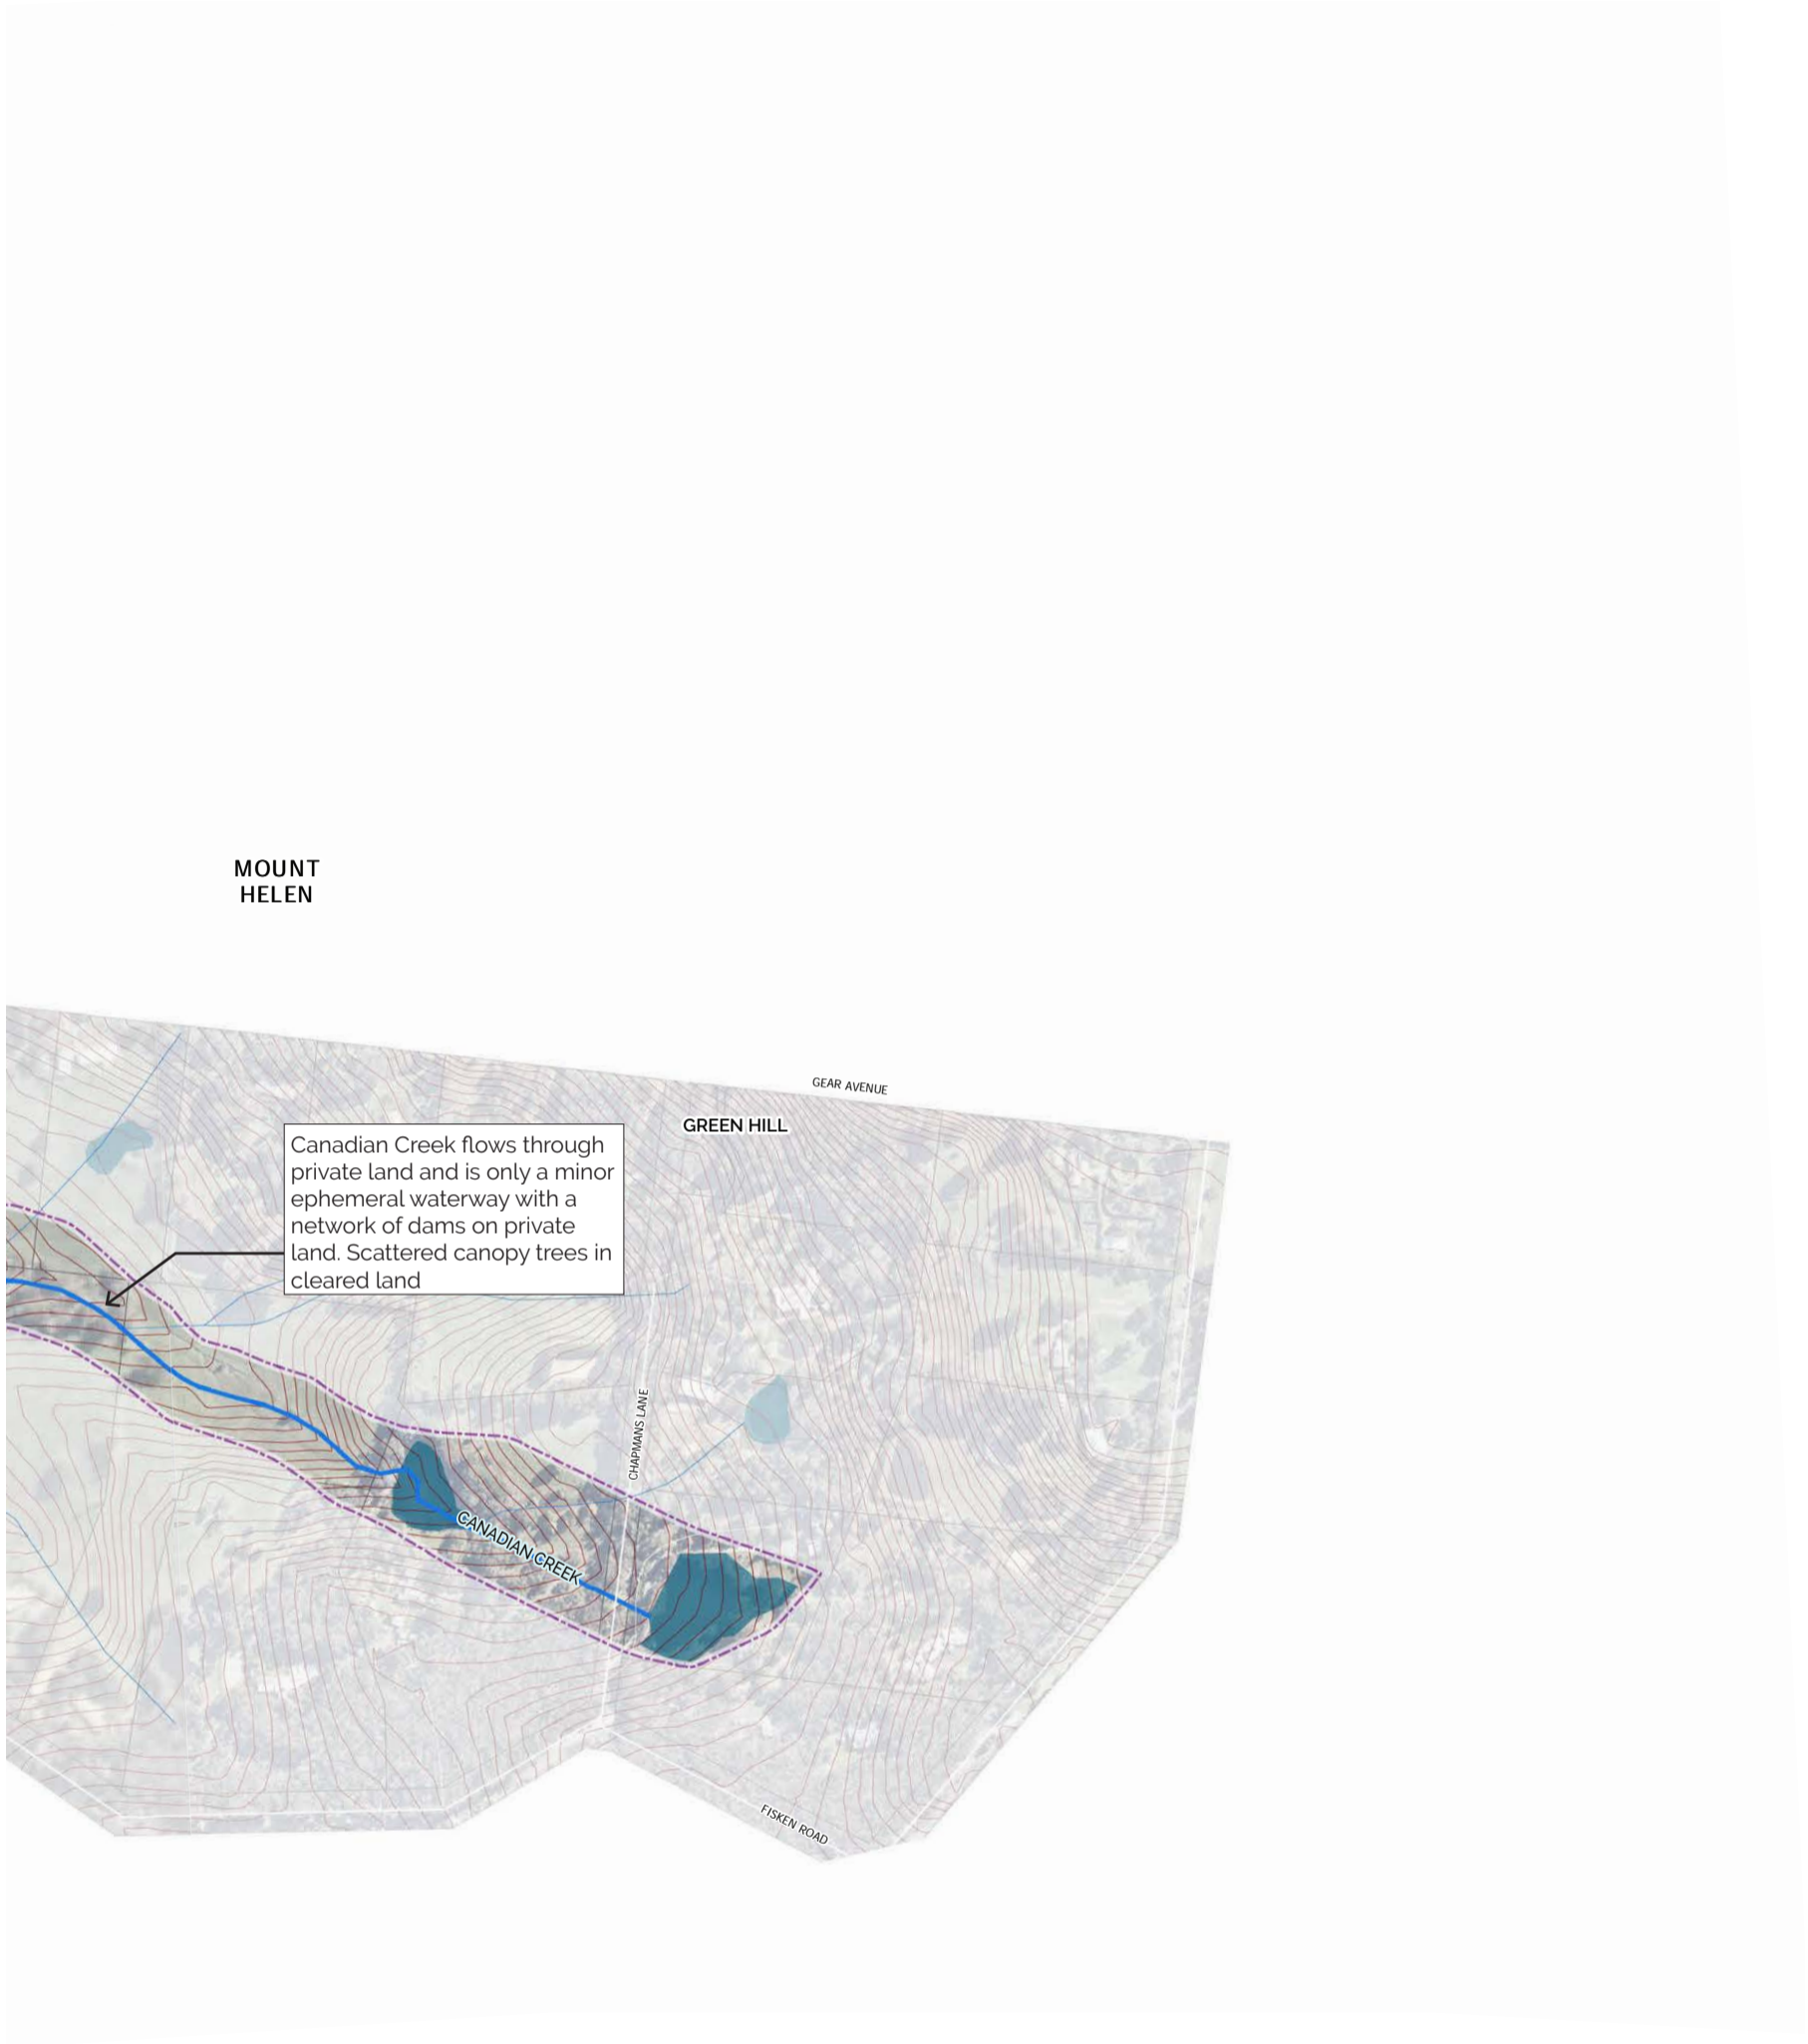 MOUNT
HELEN
GEAR AVENUE
GREEN HILL
Canadian Creek flows through
private land and is only a minor
ephemeral waterway with a
network of dams on private
land. Scattered canopy trees in
cleared land
CHAPMANS LANE
CANADIAN CREEK
FISKEN ROAD